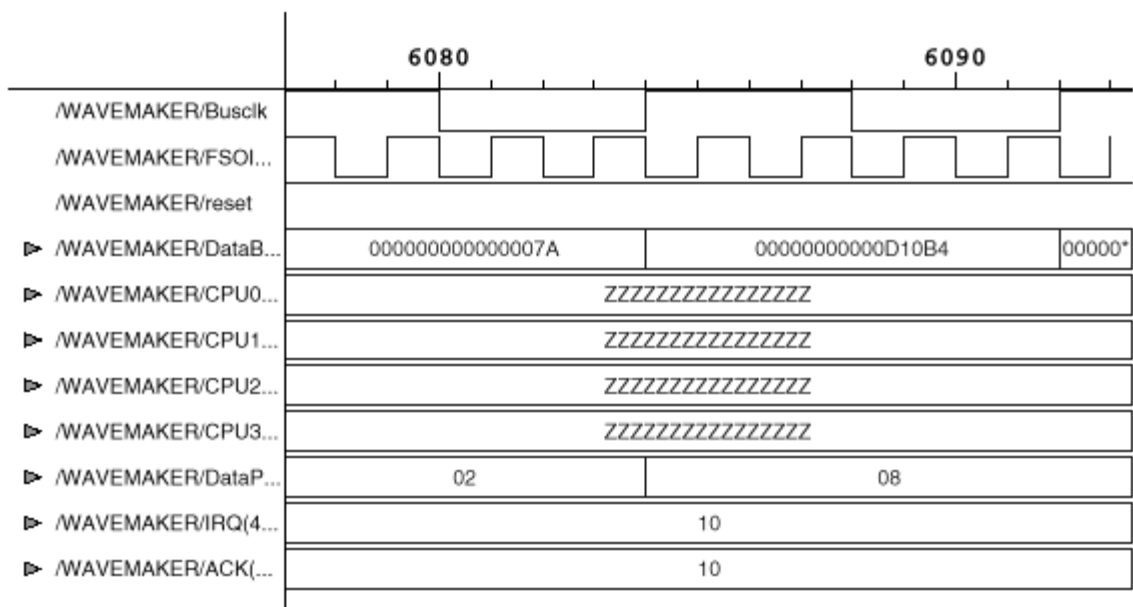 6080 6090
/WAVEMAKER/Busclk
/WAVEMAKER/FSOI...
/WAVEMAKER/reset
/WAVEMAKER/DataB... 000000000000007A 00000000000D10B4 00000*
/WAVEMAKER/CPU0... ZZZZZZZZZZZZZZZZ
/WAVEMAKER/CPU1... ZZZZZZZZZZZZZZZZ
/WAVEMAKER/CPU2... ZZZZZZZZZZZZZZZZ
/WAVEMAKER/CPU3... ZZZZZZZZZZZZZZZZ
/WAVEMAKER/DataP... 02 08
/WAVEMAKER/IRQ(4... 10
/WAVEMAKER/ACK(... 10